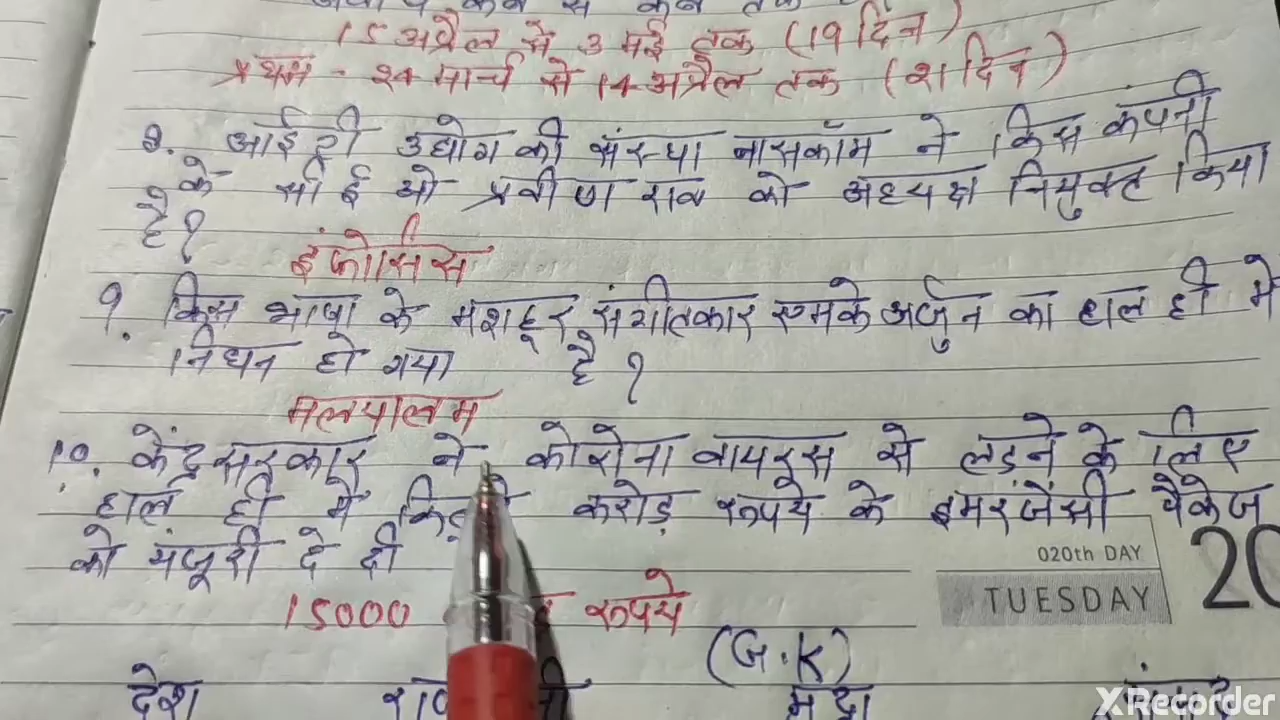 15 अप्रैल से 3 मई तक (19 दिन)
प्रथम - 24 मार्च से 14 अप्रैल तक (21 दिन)
8. आई टी उद्योग की संस्था नासकॉम ने किस कंपनी
के सी ई ओ प्रवीण राव को अध्यक्ष नियुक्त किया
है?
इंफोसिस
9. किस भाषा के मशहूर संगीतकार एमके अर्जुन का हाल ही में
निधन हो गया है?
मलयालम
10. केंद्र सरकार ने कोरोना वायरस से लड़ने के लिए
हाल ही में करोड़ रूपये के इमरजेंसी पैकेज
को मंजूरी दे दी
020th DAY
TUESDAY 20
15000 रूपये
(G.K)
देश मुद्रा
XRecorder